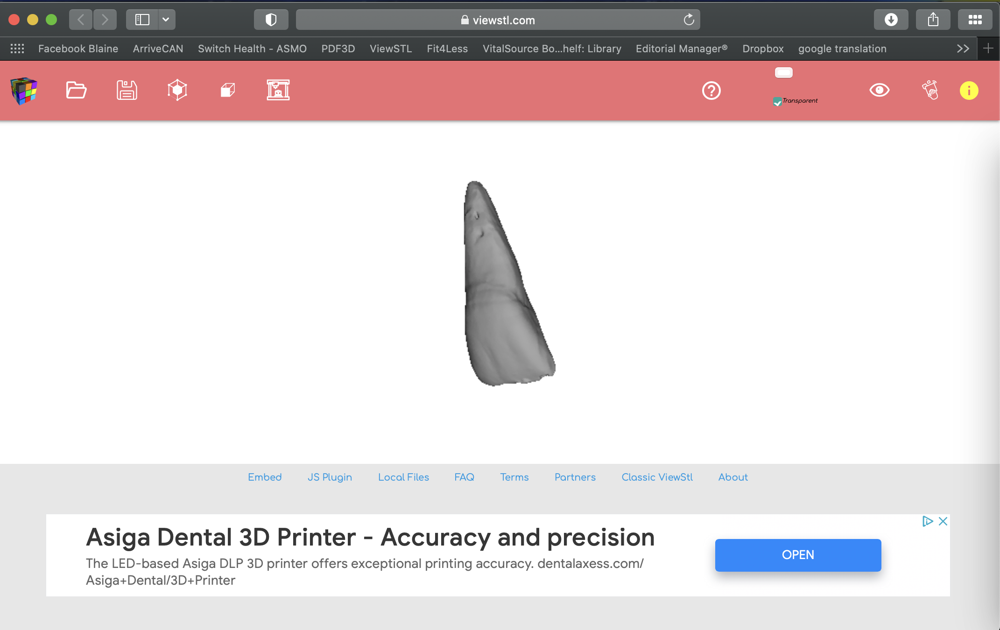 viewstl.com
Facebook Blaine ArriveCAN Switch Health - ASMO PDF3D ViewSTL Fit4Less VitalSource Bo...helf: Library Editorial Manager® Dropbox google translation
Transparent
Embed JS Plugin Local Files FAQ Terms Partners Classic ViewStl About
Asiga Dental 3D Printer - Accuracy and precision
The LED-based Asiga DLP 3D printer offers exceptional printing accuracy. dentalaxess.com/
Asiga+Dental/3D+Printer
OPEN